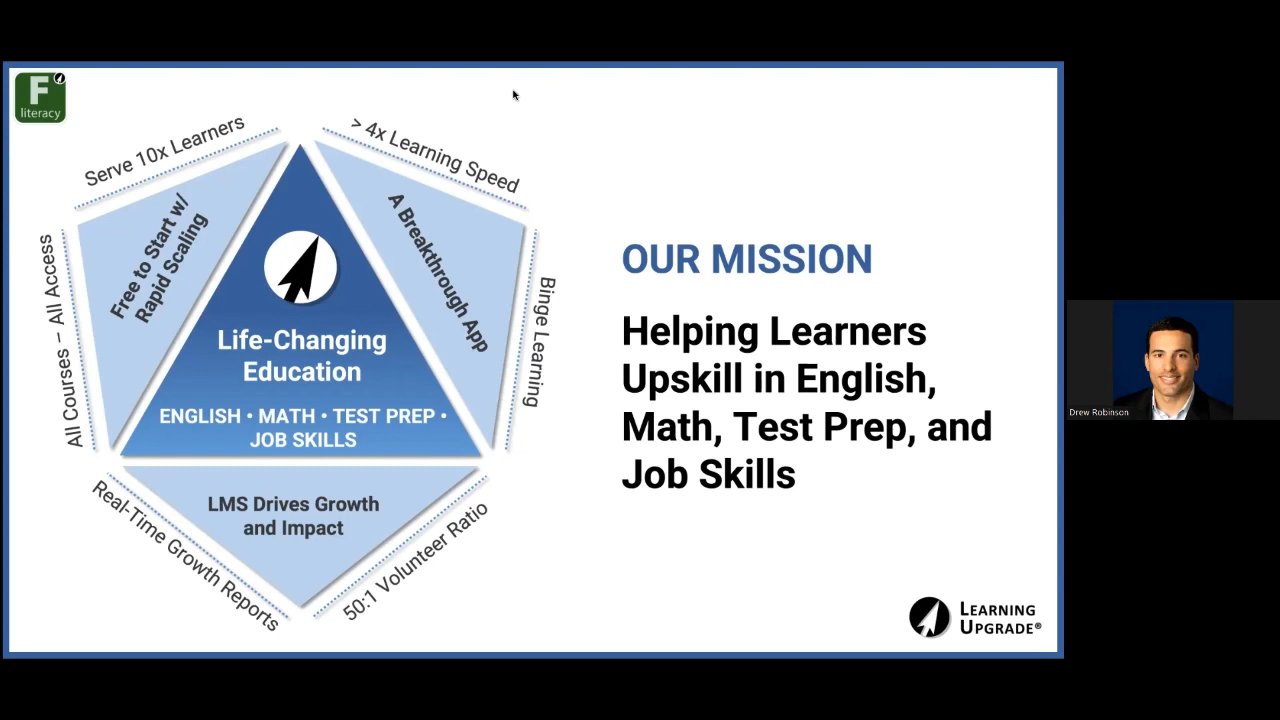 F
literacy
Serve 10x Learners
> 4x Learning Speed
Free to Start w/
Rapid Scaling
A Breakthrough App
All Courses – All Access
Binge Learning
Life-Changing
Education
ENGLISH • MATH • TEST PREP •
JOB SKILLS
LMS Drives Growth
and Impact
Real-Time Growth Reports
50:1 Volunteer Ratio
OUR MISSION
Helping Learners
Upskill in English,
Math, Test Prep, and
Job Skills
LEARNING
UPGRADE®
Drew Robinson